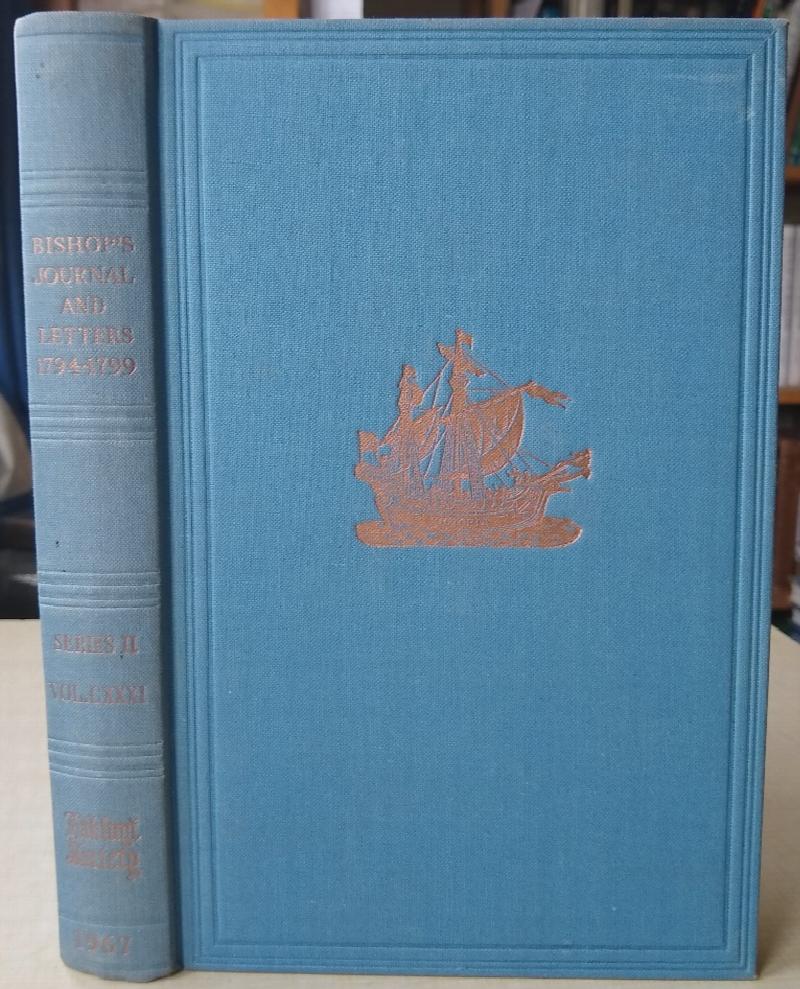 BISHOP'S
JOURNAL
AND
LETTERS
1794-1799
SERIES II
VOL.CXXXI
Hakluyt
Society
1967